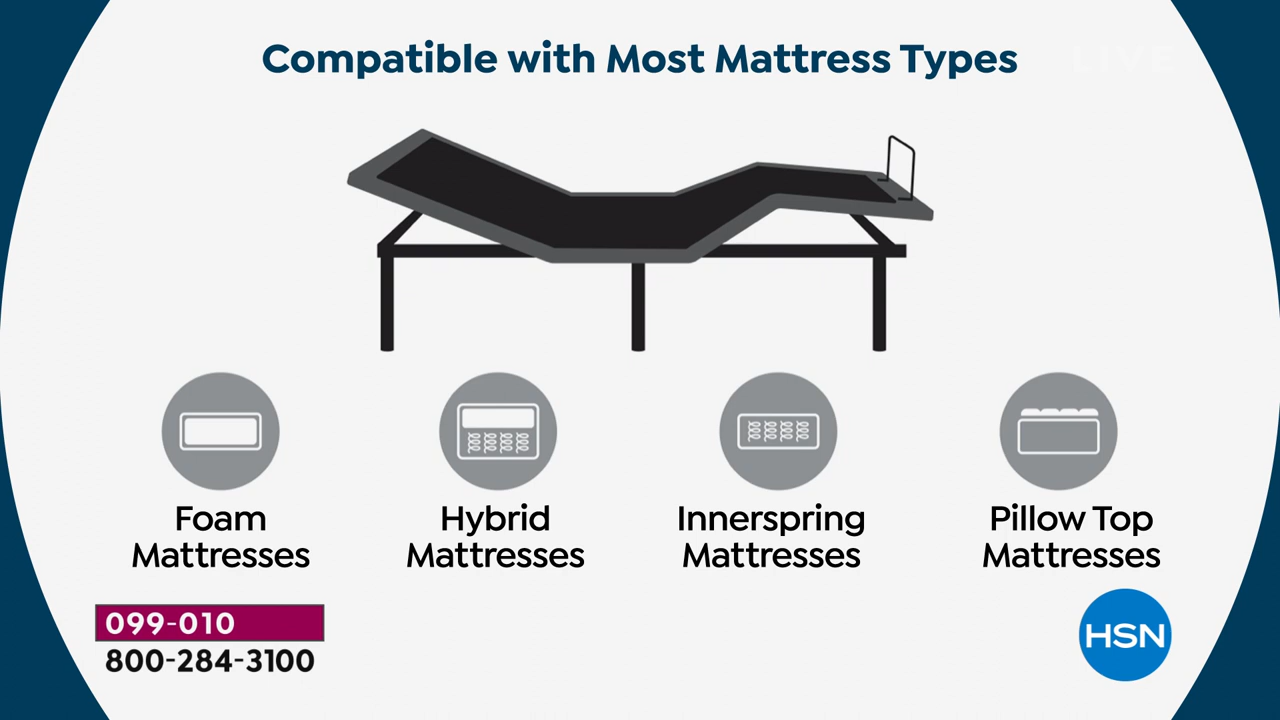 Compatible with Most Mattress Types
LIVE
Foam
Mattresses
Hybrid
Mattresses
Innerspring
Mattresses
Pillow Top
Mattresses
099-010
800-284-3100
HSN